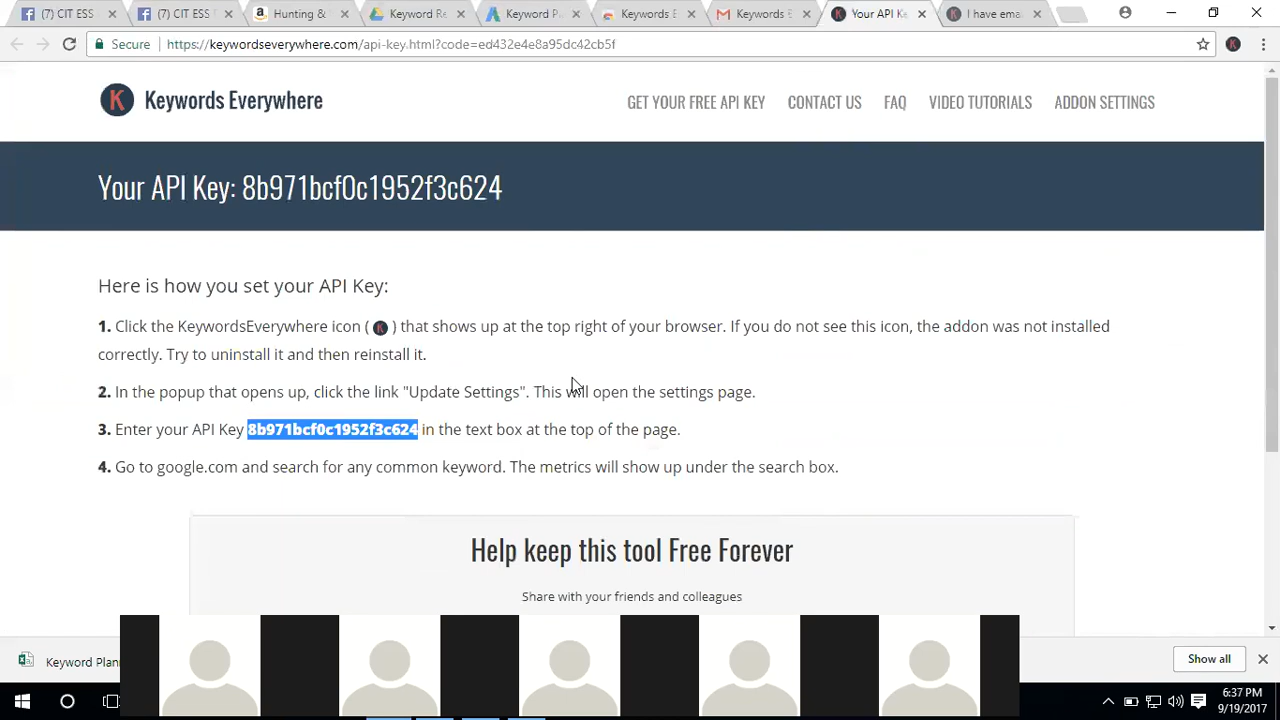 (7) CIT ESS
(7) CIT ESS
Hunting &
Keyword Re
Keyword P
Keywords E
Keywords E
Your API Ke
I have ema
Secure
https://keywordseverywhere.com/api-key.html?code=ed432e4e8a95dc42cb5f
Keywords Everywhere
GET YOUR FREE API KEY CONTACT US FAQ VIDEO TUTORIALS ADDON SETTINGS
Your API Key: 8b971bcf0c1952f3c624
Here is how you set your API Key:
1. Click the KeywordsEverywhere icon ( K ) that shows up at the top right of your browser. If you do not see this icon, the addon was not installed
correctly. Try to uninstall it and then reinstall it.
2. In the popup that opens up, click the link "Update Settings". This will open the settings page.
3. Enter your API Key 8b971bcf0c1952f3c624 in the text box at the top of the page.
4. Go to google.com and search for any common keyword. The metrics will show up under the search box.
Help keep this tool Free Forever
Share with your friends and colleagues
Keyword Plan
Show all
6:37 PM
9/19/2017